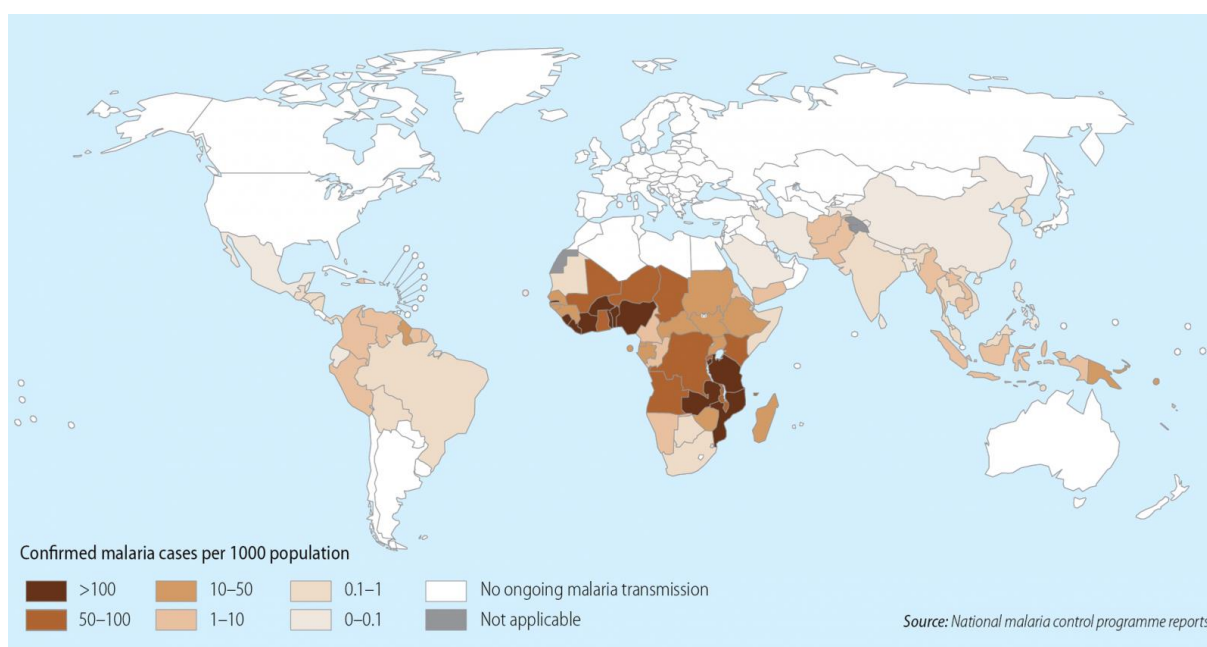 Confirmed malaria cases per 1000 population
>100
10–50
0.1–1
No ongoing malaria transmission
50–100
1–10
0–0.1
Not applicable
Source: National malaria control programme reports